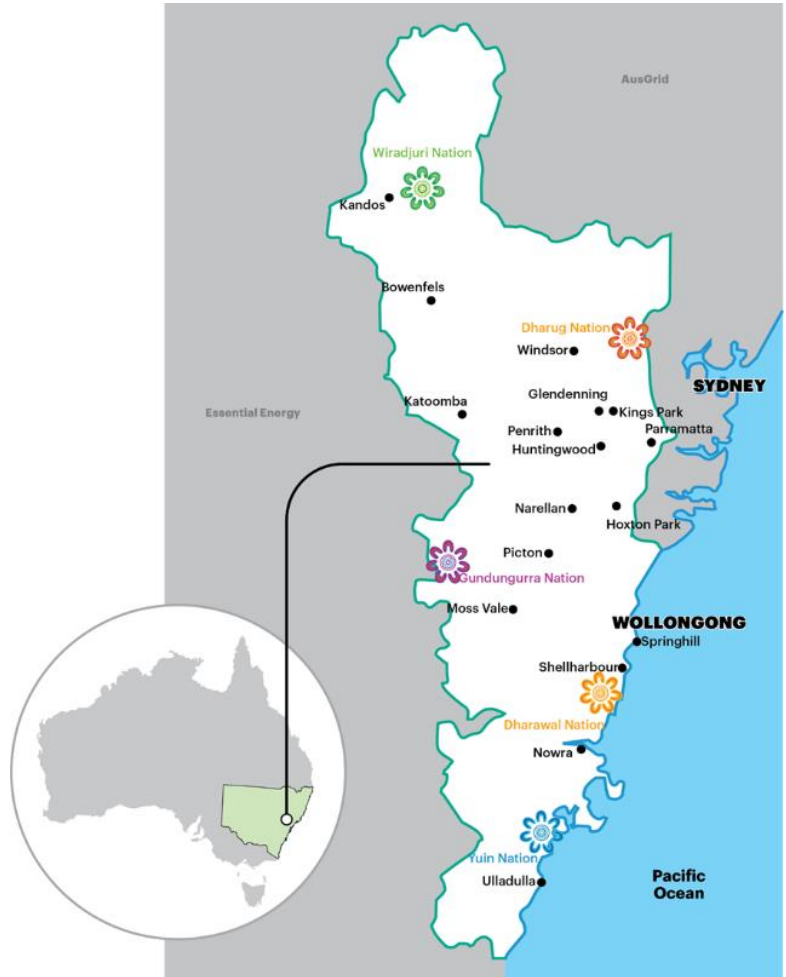 AusGrid
Wiradjuri Nation
Kandos
Bowenfels
Dharug Nation
Windsor
SYDNEY
Glendenning
Katoomba
Kings Park
Essential Energy
Parramatta
Penrith
Huntingwood
Narellan
Hoxton Park
Picton
Gundungurra Nation
Moss Vale
WOLLONGONG
Springhill
Shellharbour
Dharawal Nation
Nowra
Yuin Nation
Ulladulla
Pacific
Ocean